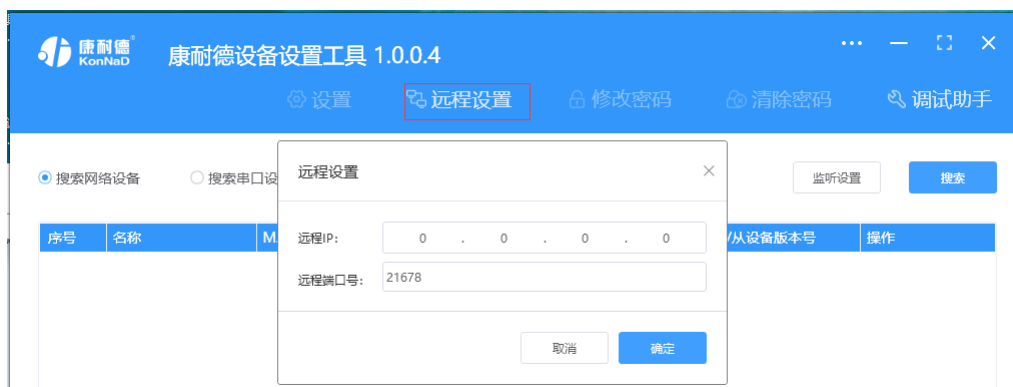 康耐德®
KonNaD
康耐德设备设置工具 1.0.0.4
设置 远程设置 修改密码 清除密码 调试助手
远程设置
搜索网络设备 搜索串口设 监听设置 搜索
序号 名称 M 远程IP: 0 . 0 . 0 . 0 /从设备版本号 操作
远程端口号: 21678
取消 确定